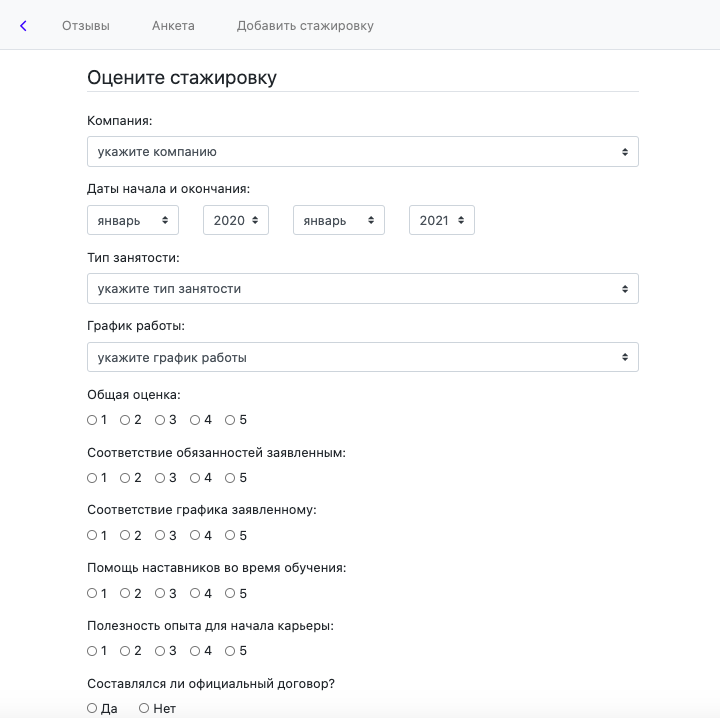 Отзывы Анкета Добавить стажировку
Оцените стажировку
Компания:
укажите компанию
Даты начала и окончания:
январь 2020 январь 2021
Тип занятости:
укажите тип занятости
График работы:
укажите график работы
Общая оценка:
1 2 3 4 5
Соответствие обязанностей заявленным:
1 2 3 4 5
Соответствие графика заявленному:
1 2 3 4 5
Помощь наставников во время обучения:
1 2 3 4 5
Полезность опыта для начала карьеры:
1 2 3 4 5
Составлялся ли официальный договор?
Да Нет